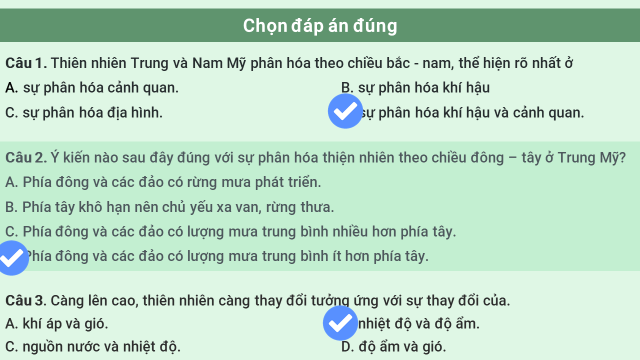 Chọn đáp án đúng
Câu 1. Thiên nhiên Trung và Nam Mỹ phân hóa theo chiều bắc - nam, thể hiện rõ nhất ở
A. sự phân hóa cảnh quan. B. sự phân hóa khí hậu
C. sự phân hóa địa hình. sự phân hóa khí hậu và cảnh quan.
Câu 2. Ý kiến nào sau đây đúng với sự phân hóa thiện nhiên theo chiều đông – tây ở Trung Mỹ?
A. Phía đông và các đảo có rừng mưa phát triển.
B. Phía tây khô hạn nên chủ yếu xa van, rừng thưa.
C. Phía đông và các đảo có lượng mưa trung bình nhiều hơn phía tây.
Phía đông và các đảo có lượng mưa trung bình ít hơn phía tây.
Câu 3. Càng lên cao, thiên nhiên càng thay đổi tưởng ứng với sự thay đổi của.
A. khí áp và gió. nhiệt độ và độ ẩm.
C. nguồn nước và nhiệt độ. D. độ ẩm và gió.